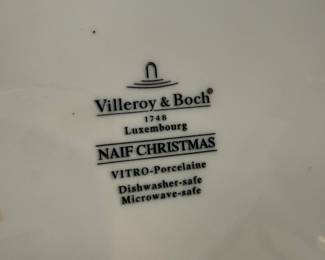 Villeroy & Boch®
1748
Luxembourg
NAIF CHRISTMAS
VITRO-Porcelaine
Dishwasher-safe
Microwave-safe